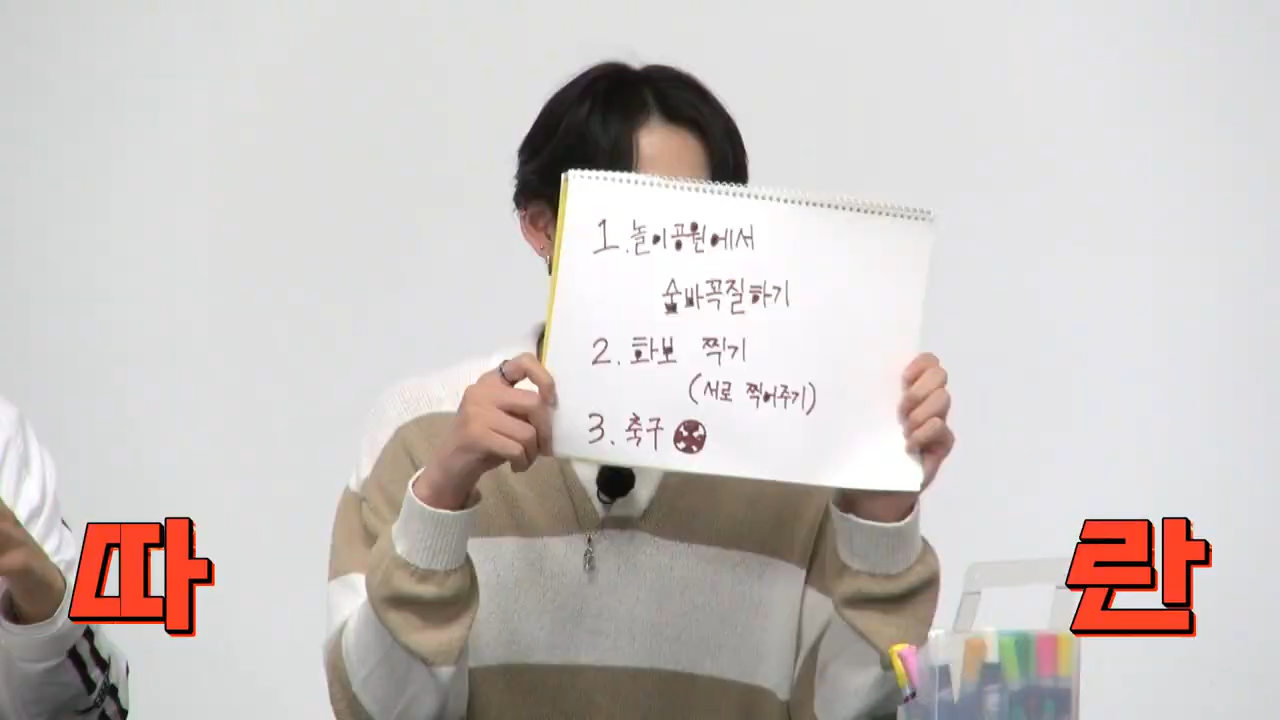 1. 놀이공원에서
숨바꼭질하기
2. 화보 찍기
(서로 찍어주기)
3. 축구
따란